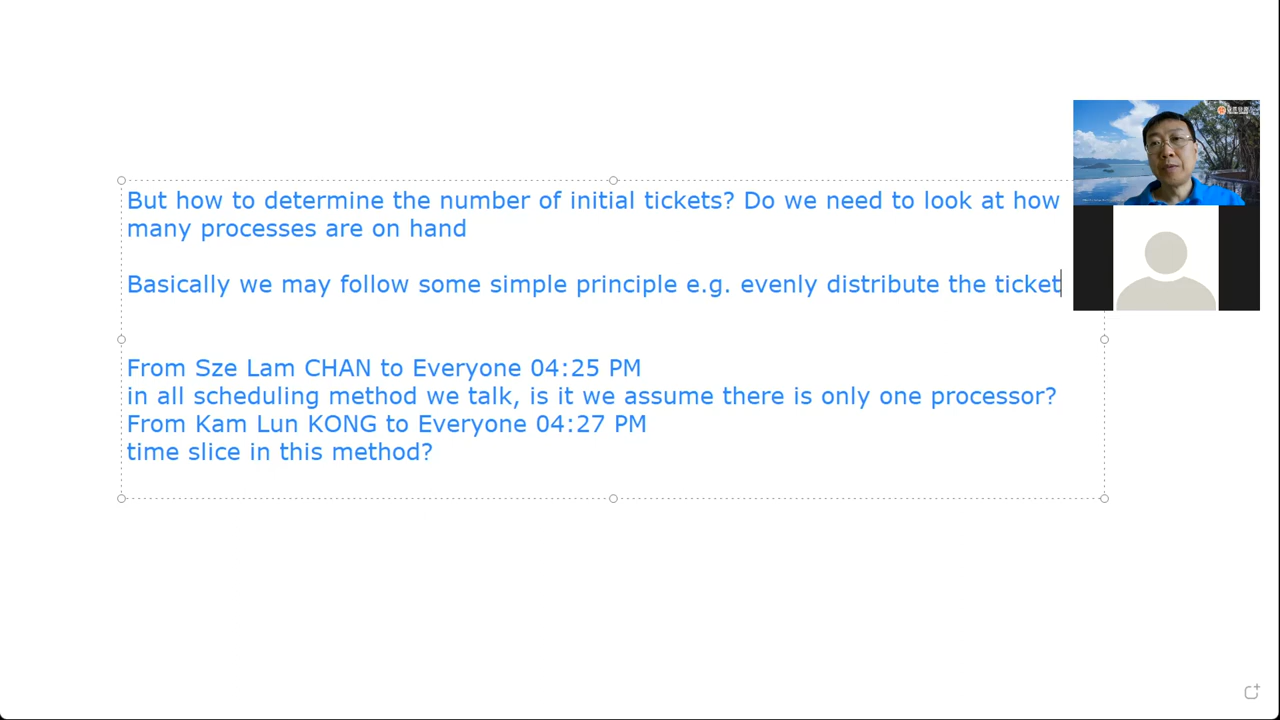 But how to determine the number of initial tickets? Do we need to look at how
many processes are on hand
Basically we may follow some simple principle e.g. evenly distribute the ticket
From Sze Lam CHAN to Everyone 04:25 PM
in all scheduling method we talk, is it we assume there is only one processor?
From Kam Lun KONG to Everyone 04:27 PM
time slice in this method?